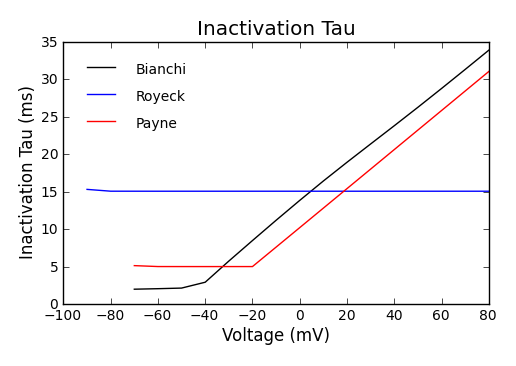 Inactivation Tau
Inactivation Tau (ms)
35
30
25
20
15
10
5
0
Bianchi
Royeck
Payne
−100 −80 −60 −40 −20 0 20 40 60 80
Voltage (mV)